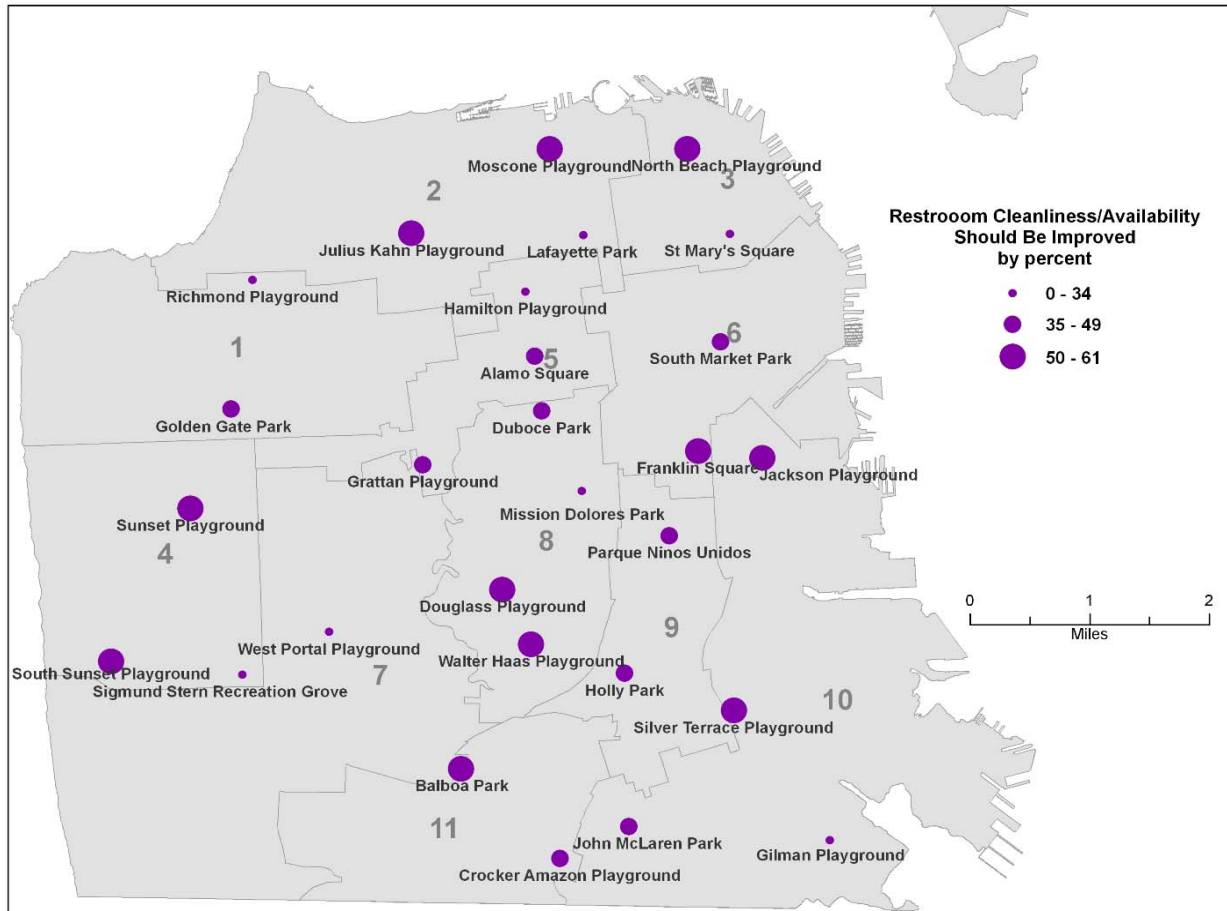 Moscone Playground
North Beach Playground
3
2
Restrooom Cleanliness/Availability
Should Be Improved
by percent
0 - 34
35 - 49
50 - 61
Julius Kahn Playground
Lafayette Park
St Mary's Square
Richmond Playground
Hamilton Playground
1
5
6
South Market Park
Alamo Square
Golden Gate Park
Duboce Park
Grattan Playground
Franklin Square
Jackson Playground
Sunset Playground
Mission Dolores Park
4
8
Parque Ninos Unidos
Douglass Playground
0 1 2
Miles
9
West Portal Playground
Walter Haas Playground
South Sunset Playground
7
Sigmund Stern Recreation Grove
Holly Park
10
Silver Terrace Playground
Balboa Park
11
John McLaren Park
Gilman Playground
Crocker Amazon Playground